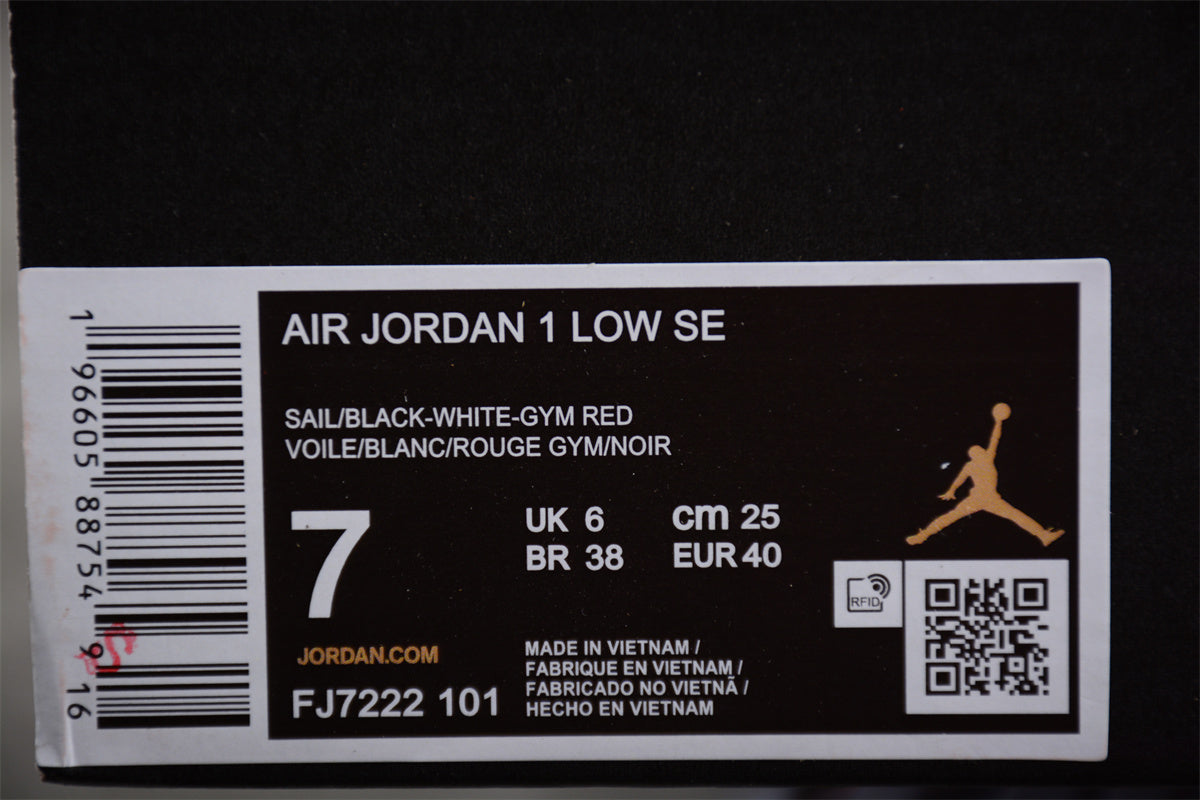 AIR JORDAN 1 LOW SE
SAIL/BLACK-WHITE-GYM RED
VOILE/BLANC/ROUGE GYM/NOIR
7
UK 6
cm 25
BR 38
EUR 40
RFID
JORDAN.COM
FJ7222 101
MADE IN VIETNAM /
FABRIQUE EN VIETNAM /
FABRICADO NO VIETNÃ /
HECHO EN VIETNAM
1 96605 88754 9 16